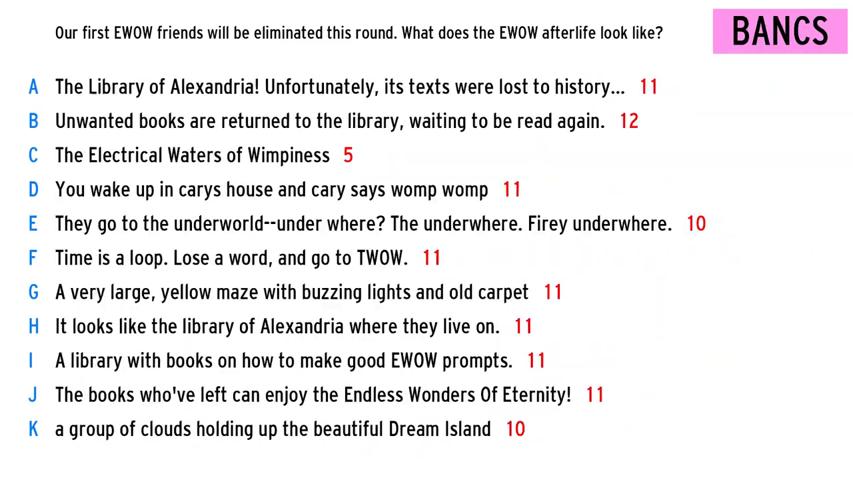 Our first EWOW friends will be eliminated this round. What does the EWOW afterlife look like?
BANCS
A The Library of Alexandria! Unfortunately, its texts were lost to history... 11
B Unwanted books are returned to the library, waiting to be read again. 12
C The Electrical Waters of Wimpiness 5
D You wake up in carys house and cary says womp womp 11
E They go to the underworld--under where? The underwhere. Firey underwhere. 10
F Time is a loop. Lose a word, and go to TWOW. 11
G A very large, yellow maze with buzzing lights and old carpet 11
H It looks like the library of Alexandria where they live on. 11
I A library with books on how to make good EWOW prompts. 11
J The books who've left can enjoy the Endless Wonders Of Eternity! 11
K a group of clouds holding up the beautiful Dream Island 10